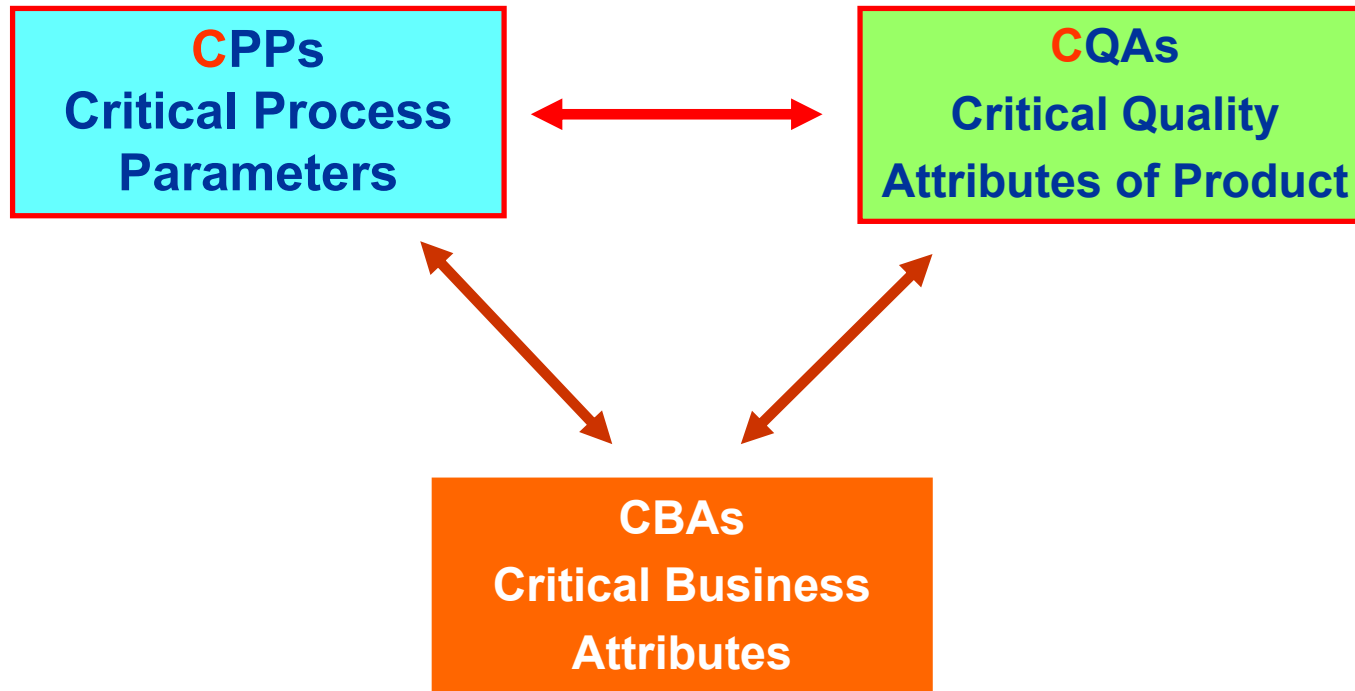 CPPs
Critical Process
Parameters
CQAs
Critical Quality
Attributes of Product
CBAs
Critical Business
Attributes